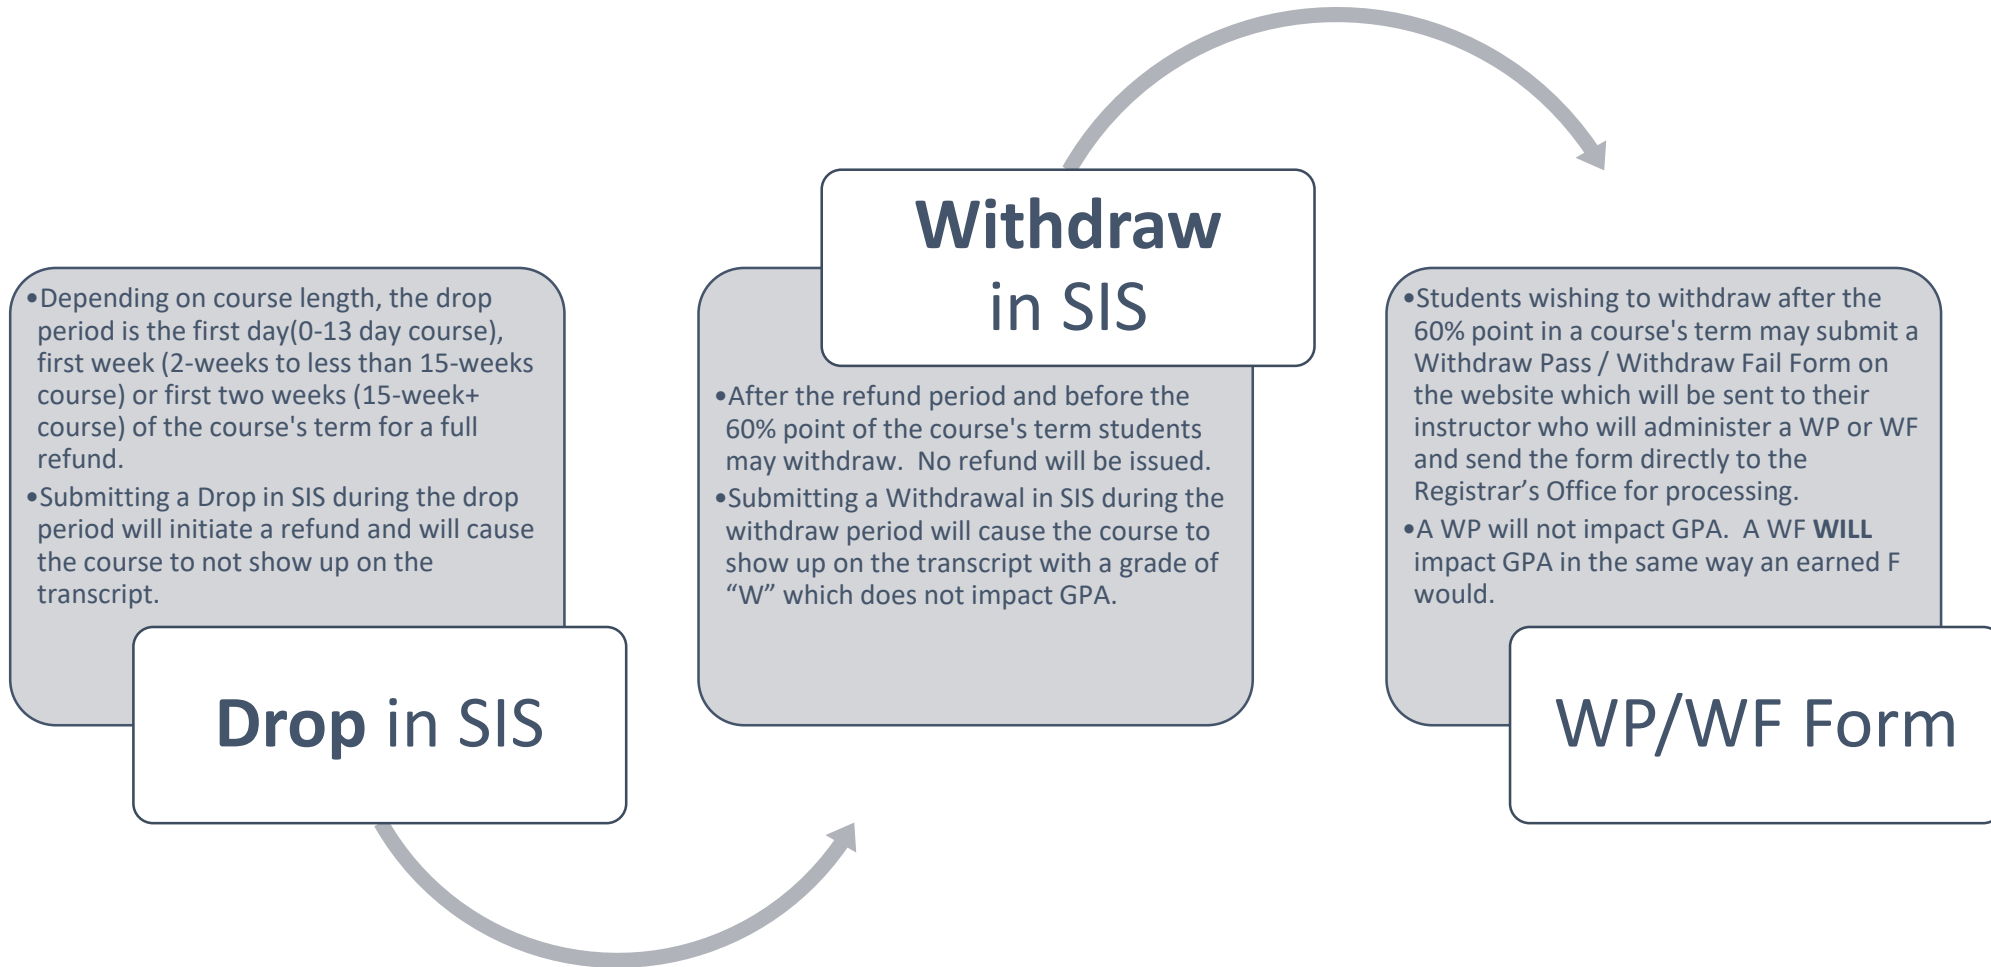 •Depending on course length, the drop
period is the first day(0-13 day course),
first week (2-weeks to less than 15-weeks
course) or first two weeks (15-week+
course) of the course's term for a full
refund.
•Submitting a Drop in SIS during the drop
period will initiate a refund and will cause
the course to not show up on the
transcript.
Drop in SIS
Withdraw
in SIS
•After the refund period and before the
60% point of the course's term students
may withdraw.  No refund will be issued.
•Submitting a Withdrawal in SIS during the
withdraw period will cause the course to
show up on the transcript with a grade of
“W” which does not impact GPA.
•Students wishing to withdraw after the
60% point in a course's term may submit a
Withdraw Pass / Withdraw Fail Form on
the website which will be sent to their
instructor who will administer a WP or WF
and send the form directly to the
Registrar’s Office for processing.
•A WP will not impact GPA.  A WF WILL
impact GPA in the same way an earned F
would.
WP/WF Form